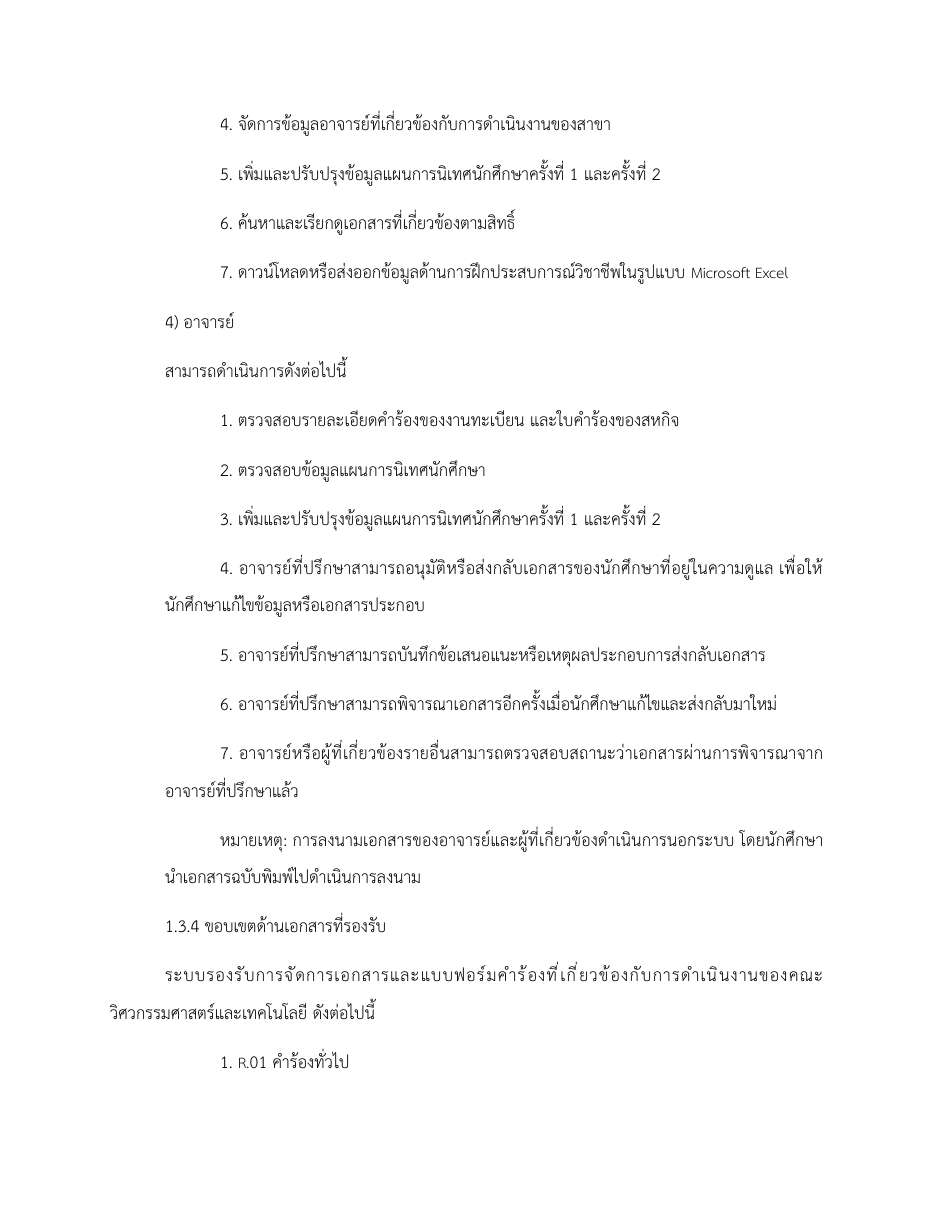 4. จัดการข้อมูลอาจารย์ที่เกี่ยวข้องกับการดำเนินงานของสาขา
5. เพิ่มและปรับปรุงข้อมูลแผนการนิเทศนักศึกษาครั้งที่ 1 และครั้งที่ 2
6. ค้นหาและเรียกดูเอกสารที่เกี่ยวข้องตามสิทธิ์
7. ดาวน์โหลดหรือส่งออกข้อมูลด้านการฝึกประสบการณ์วิชาชีพในรูปแบบ Microsoft Excel
4) อาจารย์
สามารถดำเนินการดังต่อไปนี้
1. ตรวจสอบรายละเอียดคำร้องของงานทะเบียน และใบคำร้องของสหกิจ
2. ตรวจสอบข้อมูลแผนการนิเทศนักศึกษา
3. เพิ่มและปรับปรุงข้อมูลแผนการนิเทศนักศึกษาครั้งที่ 1 และครั้งที่ 2
4. อาจารย์ที่ปรึกษาสามารถอนุมัติหรือส่งกลับเอกสารของนักศึกษาที่อยู่ในความดูแล เพื่อให้
นักศึกษาแก้ไขข้อมูลหรือเอกสารประกอบ
5. อาจารย์ที่ปรึกษาสามารถบันทึกข้อเสนอแนะหรือเหตุผลประกอบการส่งกลับเอกสาร
6. อาจารย์ที่ปรึกษาสามารถพิจารณาเอกสารอีกครั้งเมื่อนักศึกษาแก้ไขและส่งกลับมาใหม่
7. อาจารย์หรือผู้ที่เกี่ยวข้องรายอื่นสามารถตรวจสอบสถานะว่าเอกสารผ่านการพิจารณาจาก
อาจารย์ที่ปรึกษาแล้ว
หมายเหตุ: การลงนามเอกสารของอาจารย์และผู้ที่เกี่ยวข้องดำเนินการนอกระบบ โดยนักศึกษา
นำเอกสารฉบับพิมพ์ไปดำเนินการลงนาม
1.3.4 ขอบเขตด้านเอกสารที่รองรับ
ระบบรองรับการจัดการเอกสารและแบบฟอร์มคำร้องที่เกี่ยวข้องกับการดำเนินงานของคณะ
วิศวกรรมศาสตร์และเทคโนโลยี ดังต่อไปนี้
1. R.01 คำร้องทั่วไป